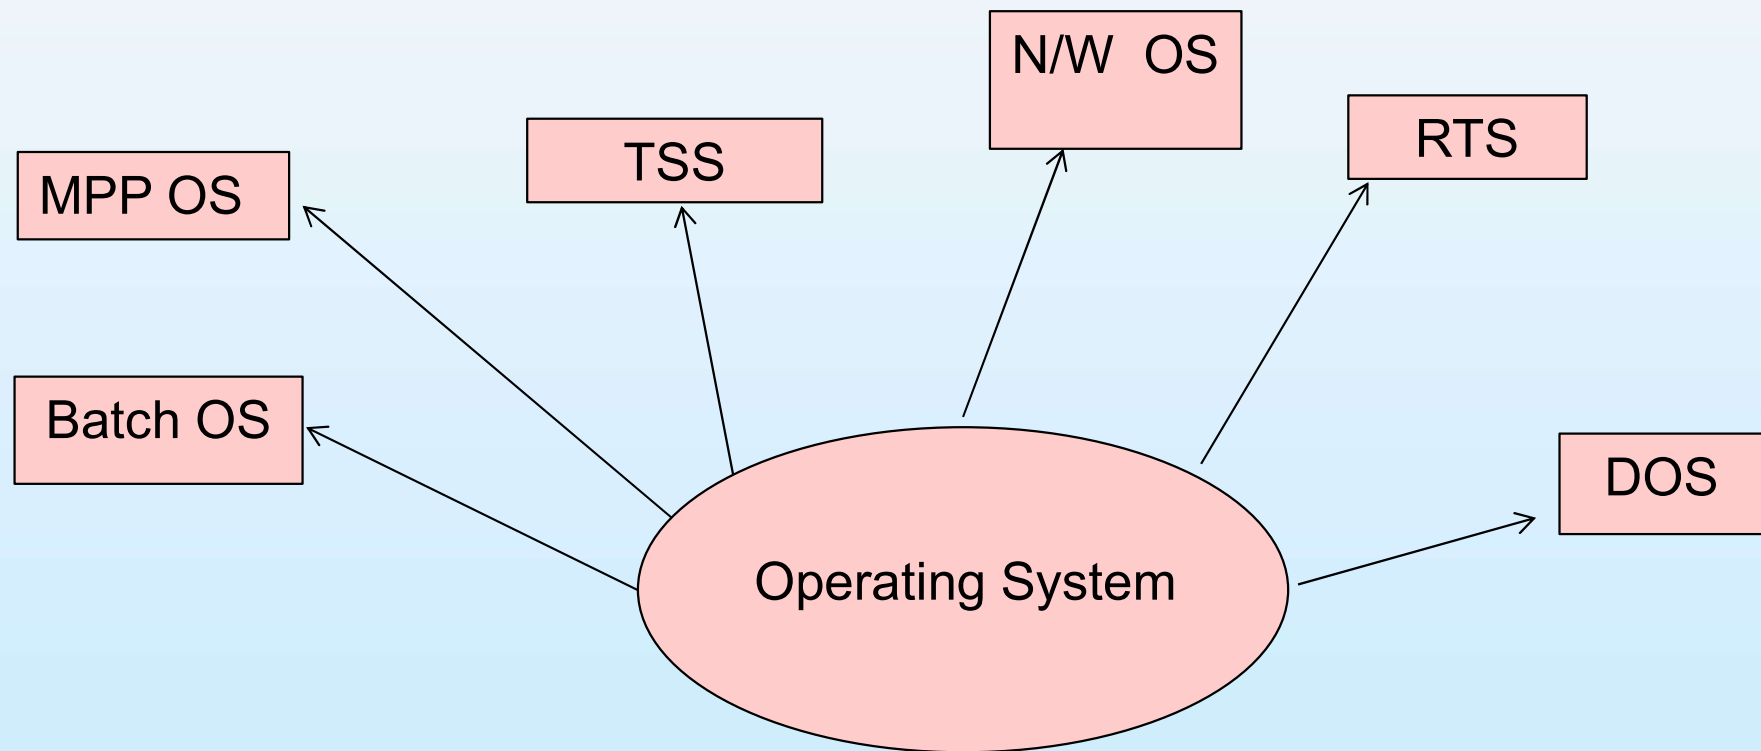 N/W OS
RTS
TSS
MPP OS
Batch OS
DOS
Operating System